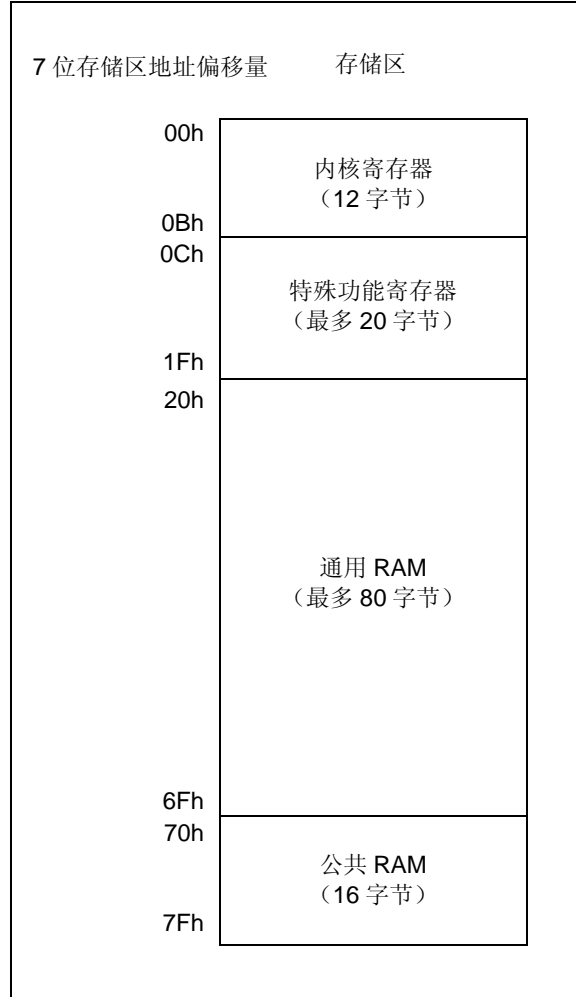 7 位存储区地址偏移量 存储区
00h
内核寄存器
（12 字节）
0Bh
0Ch
特殊功能寄存器
（最多 20 字节）
1Fh
20h
通用 RAM
（最多 80 字节）
6Fh
70h
公共 RAM
（16 字节）
7Fh